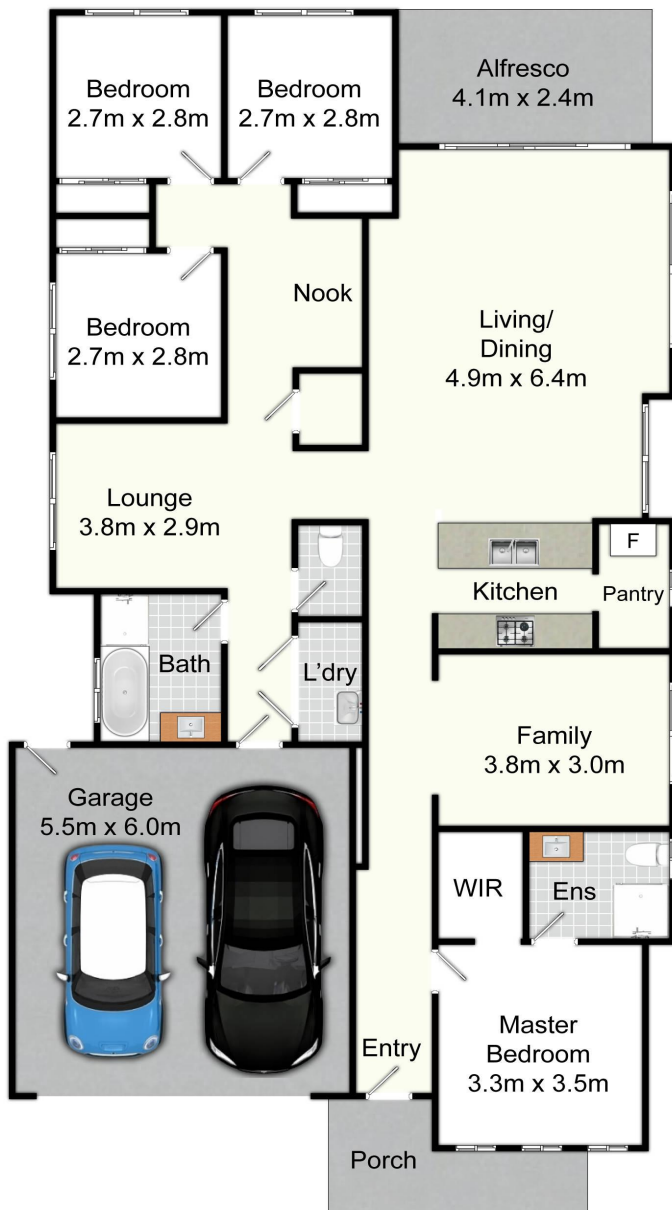 Bedroom
2.7m x 2.8m
Bedroom
2.7m x 2.8m
Alfresco
4.1m x 2.4m
Nook
Bedroom
2.7m x 2.8m
Living/
Dining
4.9m x 6.4m
Lounge
3.8m x 2.9m
F
Kitchen
Pantry
Bath
L'dry
Family
3.8m x 3.0m
Garage
5.5m x 6.0m
WIR
Ens
Master
Bedroom
3.3m x 3.5m
Entry
Porch